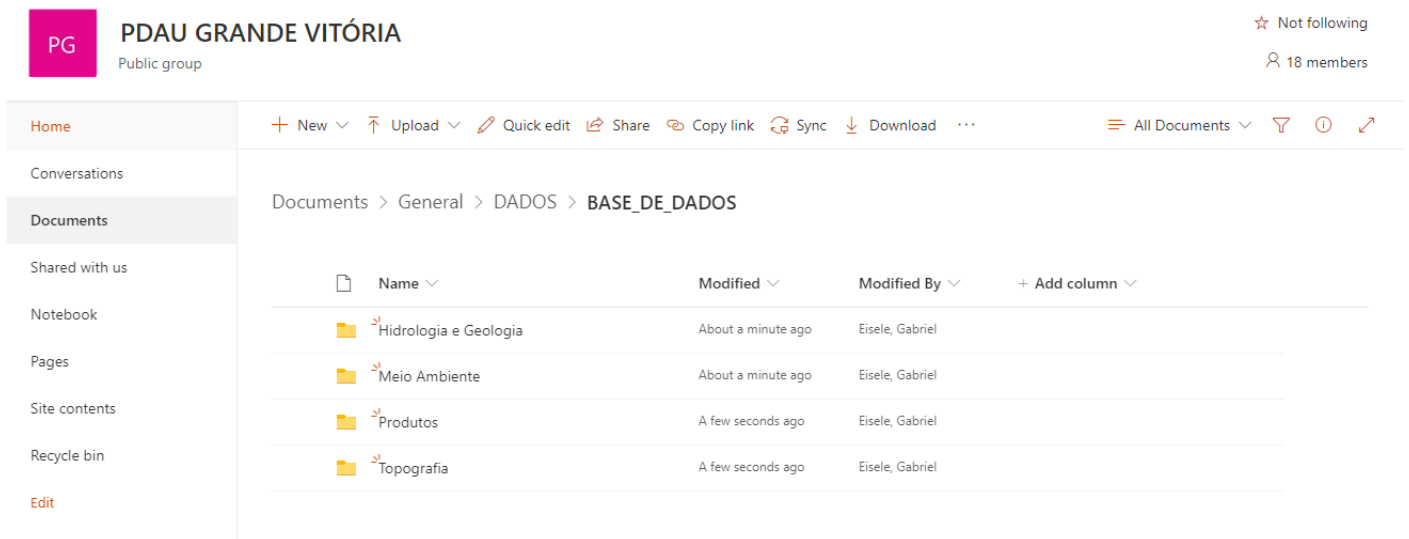 PG
PDAU GRANDE VITÓRIA
Public group
Not following
18 members
Home
Conversations
Documents
Shared with us
Notebook
Pages
Site contents
Recycle bin
Edit
New Upload Quick edit Share Copy link Sync Download ··· All Documents
Documents > General > DADOS > BASE_DE_DADOS
Name Modified Modified By + Add column
Hidrologia e Geologia About a minute ago Eisele, Gabriel
Meio Ambiente About a minute ago Eisele, Gabriel
Produtos A few seconds ago Eisele, Gabriel
Topografia A few seconds ago Eisele, Gabriel